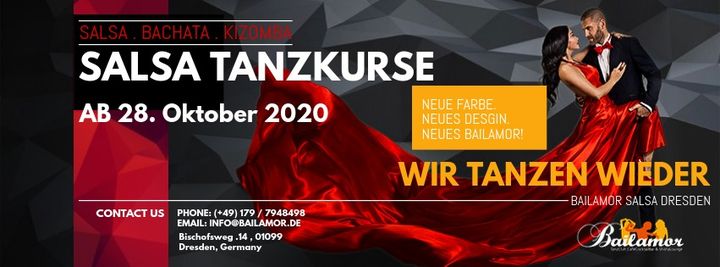 SALSA . BACHATA . KIZOMBA
SALSA TANZKURSE
AB 28. Oktober 2020
NEUE FARBE.
NEUES DESGIN.
NEUES BAILAMOR!
WIR TANZEN WIEDER
BAILAMOR SALSA DRESDEN
CONTACT US
PHONE: (+49) 179 / 7948498
EMAIL: INFO@BAILAMOR.DE
Bischofsweg .14 , 01099
Dresden, Germany
Bailamor